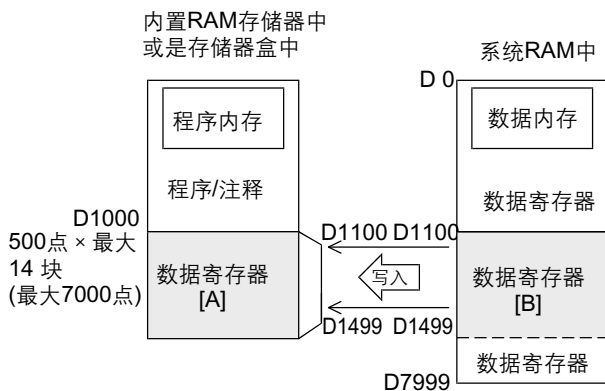 内置RAM存储器中
或是存储器盒中
系统RAM中
D 0
程序内存
数据内存
程序/注释
数据寄存器
D1000
500点 × 最大
14 块
(最大7000点)
D1100 D1100
数据寄存器
[A]
写入
数据寄存器
[B]
D1499 D1499
数据寄存器
D7999